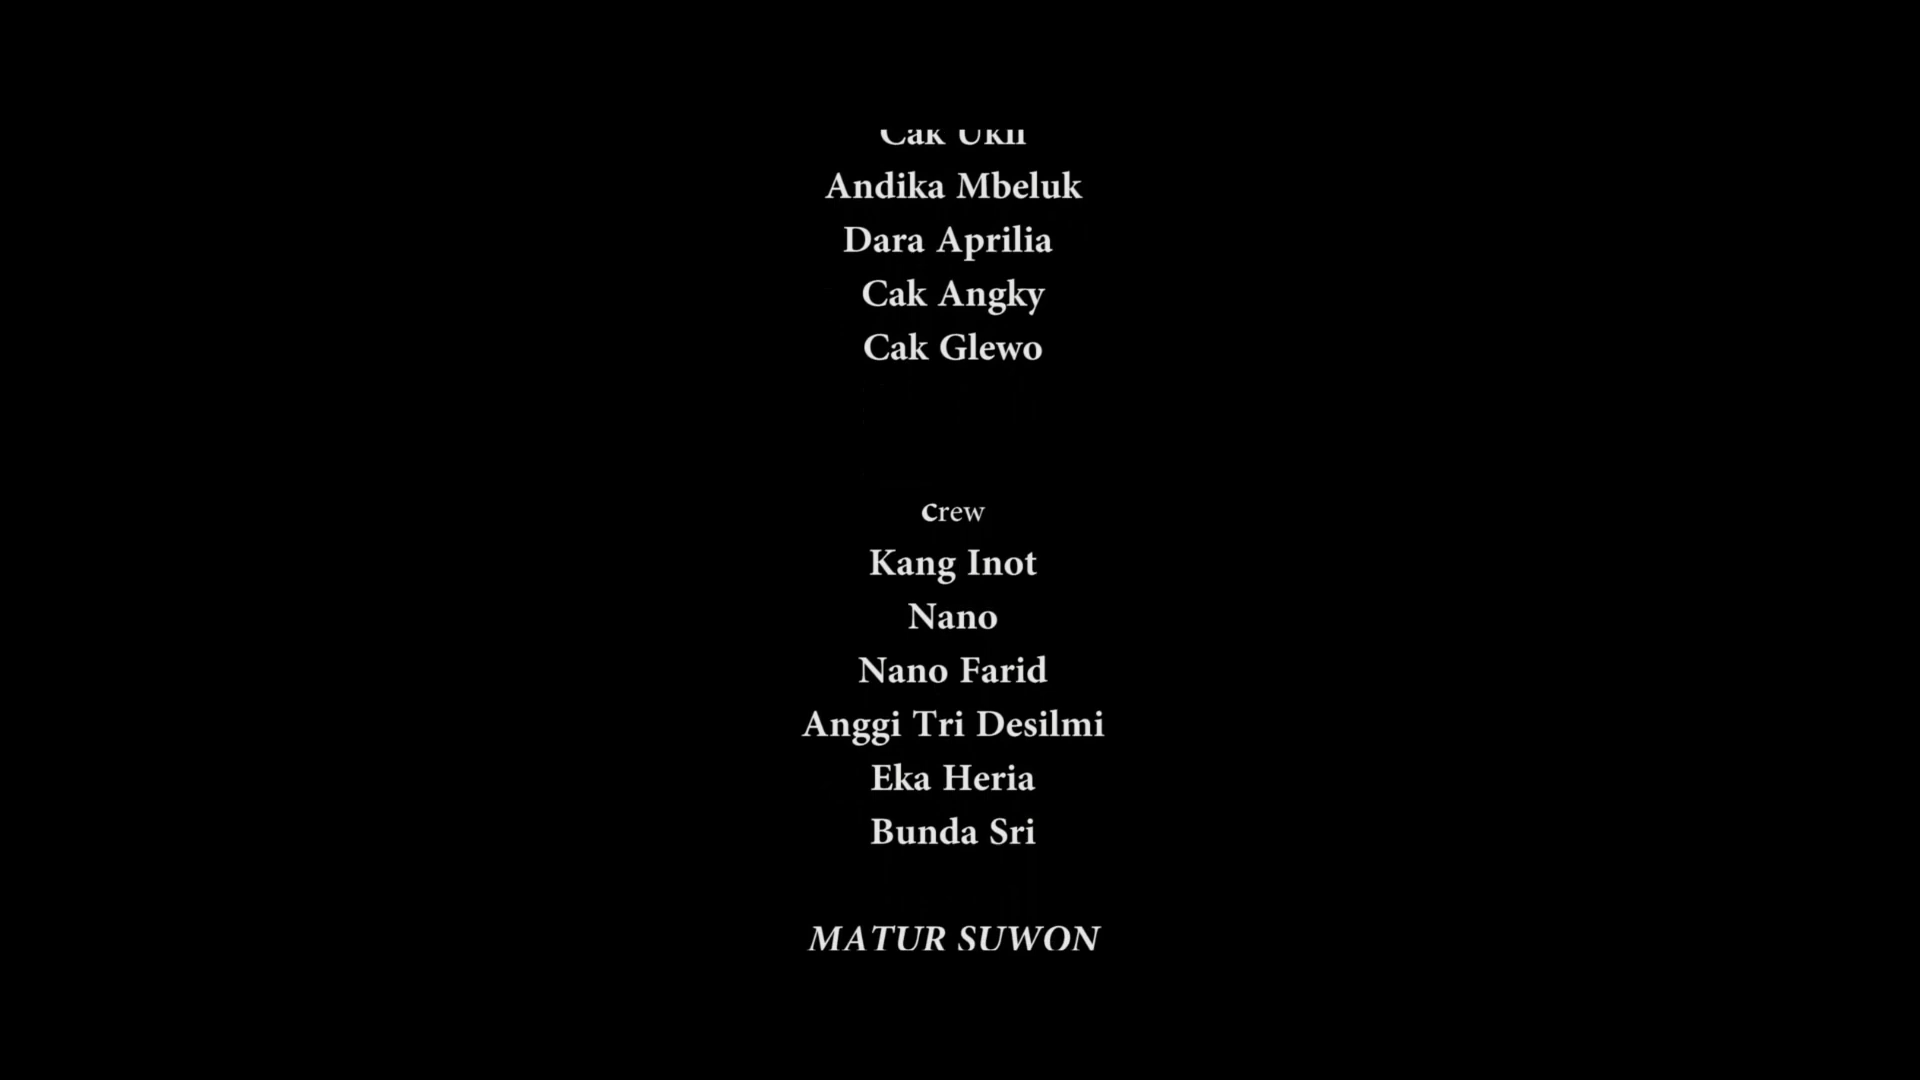 Cak
Andika Mbeluk
Dara Aprilia
Cak Angky
Cak Glewo
crew
Kang Inot
Nano
Nano Farid
Anggi Tri Desilmi
Eka Heria
Bunda Sri
MATUR SUWON